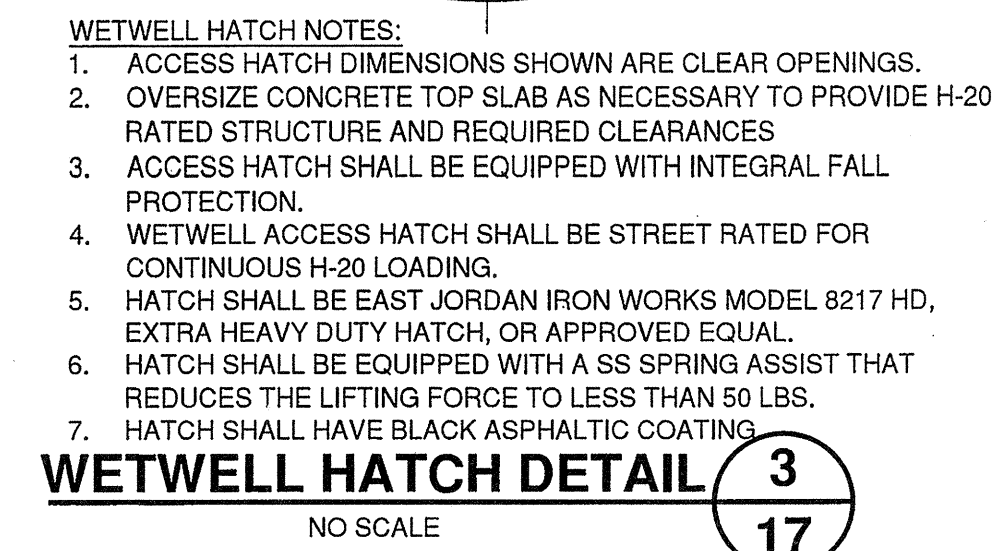 WETWELL HATCH NOTES:
1. ACCESS HATCH DIMENSIONS SHOWN ARE CLEAR OPENINGS.
2. OVERSIZE CONCRETE TOP SLAB AS NECESSARY TO PROVIDE H-20
RATED STRUCTURE AND REQUIRED CLEARANCES
3. ACCESS HATCH SHALL BE EQUIPPED WITH INTEGRAL FALL
PROTECTION.
4. WETWELL ACCESS HATCH SHALL BE STREET RATED FOR
CONTINUOUS H-20 LOADING.
5. HATCH SHALL BE EAST JORDAN IRON WORKS MODEL 8217 HD,
EXTRA HEAVY DUTY HATCH, OR APPROVED EQUAL.
6. HATCH SHALL BE EQUIPPED WITH A SS SPRING ASSIST THAT
REDUCES THE LIFTING FORCE TO LESS THAN 50 LBS.
7. HATCH SHALL HAVE BLACK ASPHALTIC COATING
WETWELL HATCH DETAIL 3
NO SCALE 17